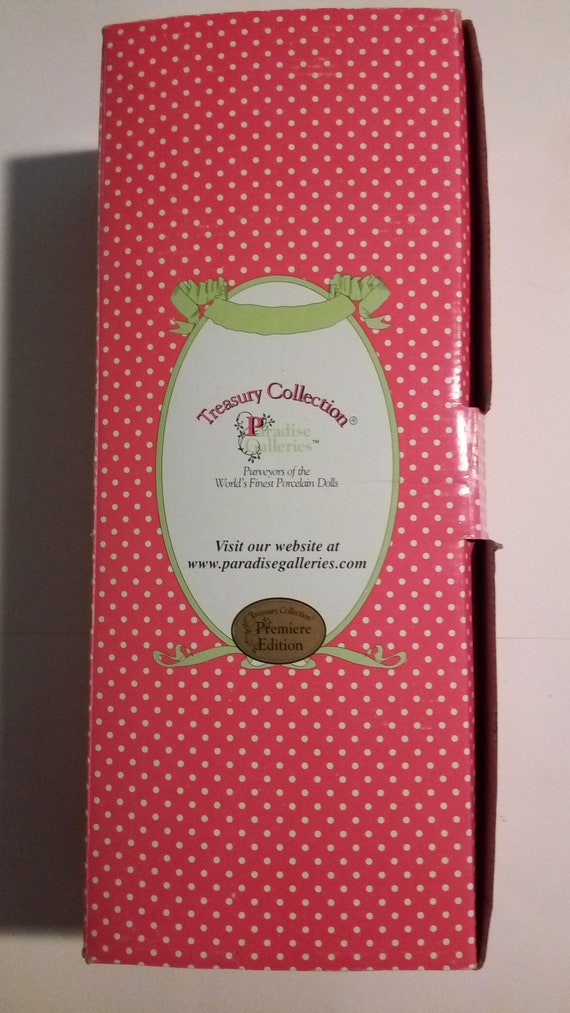 Treasury Collection®
Paradise
Galleries™
Purveyors of the
World's Finest Porcelain Dolls
Visit our website at
www.paradisegalleries.com
Treasury Collection®
Premiere
Edition